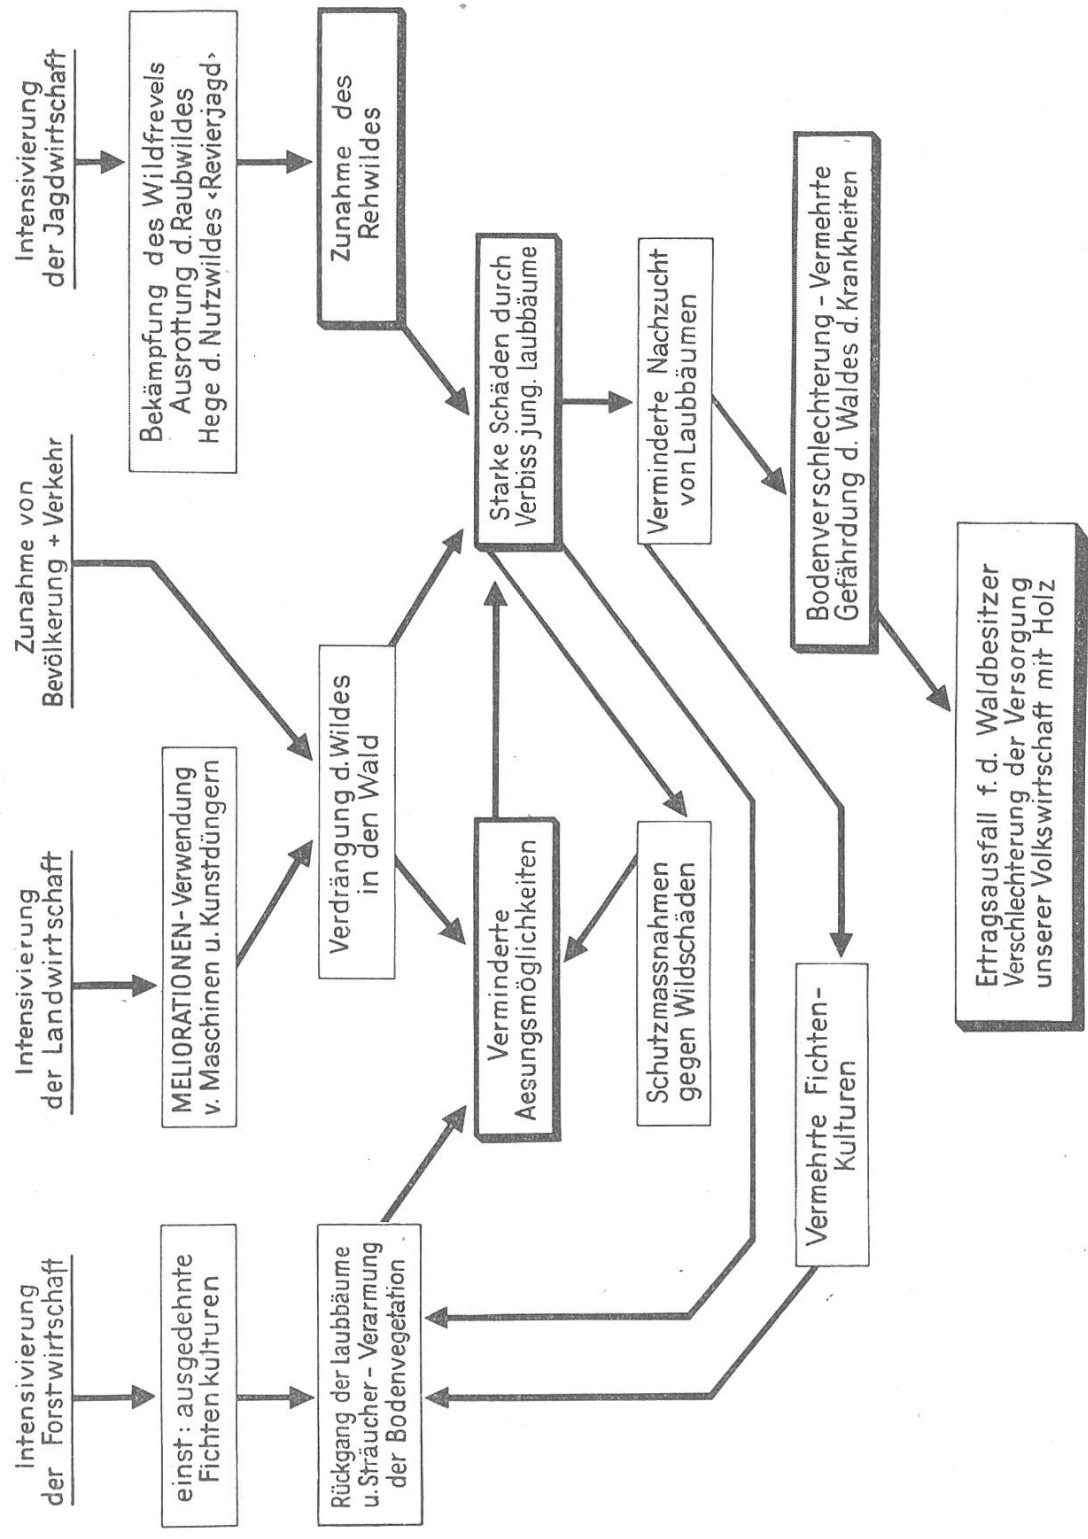 Intensivierung
der Forstwirtschaft
Intensivierung
der Landwirtschaft
Zunahme von
Bevölkerung + Verkehr
Intensivierung
der Jagdwirtschaft
einst : ausgedehnte
Fichtenkulturen
MELIORATIONEN-Verwendung
v. Maschinen u. Kunstdüngern
Bekämpfung des Wildfrevels
Ausrottung d. Raubwildes
Hege d. Nutzwildes ‹Revierjagd›
Rückgang der Laubbäume
u. Sträucher - Verarmung
der Bodenvegetation
Verdrängung d. Wildes
in den Wald
Zunahme des
Rehwildes
Verminderte
Aesungsmöglichkeiten
Starke Schäden durch
Verbiss jung. Laubbäume
Schutzmassnahmen
gegen Wildschäden
Verminderte Nachzucht
von Laubbäumen
Vermehrte Fichten-
Kulturen
Bodenverschlechterung - Vermehrte
Gefährdung d. Waldes d. Krankheiten
Ertragsausfall f. d. Waldbesitzer
Verschlechterung der Versorgung
unserer Volkswirtschaft mit Holz